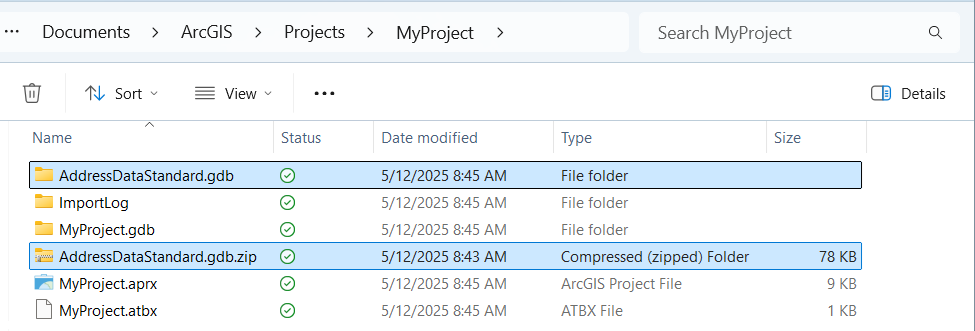 ... Documents > ArcGIS > Projects > MyProject > Search MyProject
Sort View ... Details
Name Status Date modified Type Size
AddressDataStandard.gdb 5/12/2025 8:45 AM File folder
ImportLog 5/12/2025 8:45 AM File folder
MyProject.gdb 5/12/2025 8:45 AM File folder
AddressDataStandard.gdb.zip 5/12/2025 8:43 AM Compressed (zipped) Folder 78 KB
MyProject.aprx 5/12/2025 8:45 AM ArcGIS Project File 9 KB
MyProject.atbx 5/12/2025 8:45 AM ATBX File 1 KB